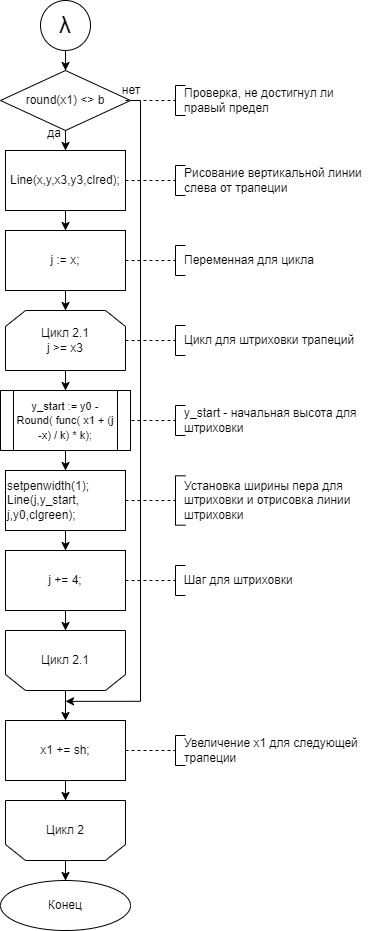 λ
нет
round(x1) <> b
Проверка, не достигнул ли
правый предел
да
Line(x,y,x3,y3,clred);
Рисование вертикальной линии
слева от трапеции
j := x;
Переменная для цикла
Цикл 2.1
j >= x3
Цикл для штриховки трапеций
y_start := y0 -
Round( func( x1 + (j
-x) / k) * k);
y_start - начальная высота для
штриховки
setpenwidth(1);
Line(j,y_start,
j,y0,clgreen);
Установка ширины пера для
штриховки и отрисовка линии
штриховки
j += 4;
Шаг для штриховки
Цикл 2.1
x1 += sh;
Увеличение x1 для следующей
трапеции
Цикл 2
Конец